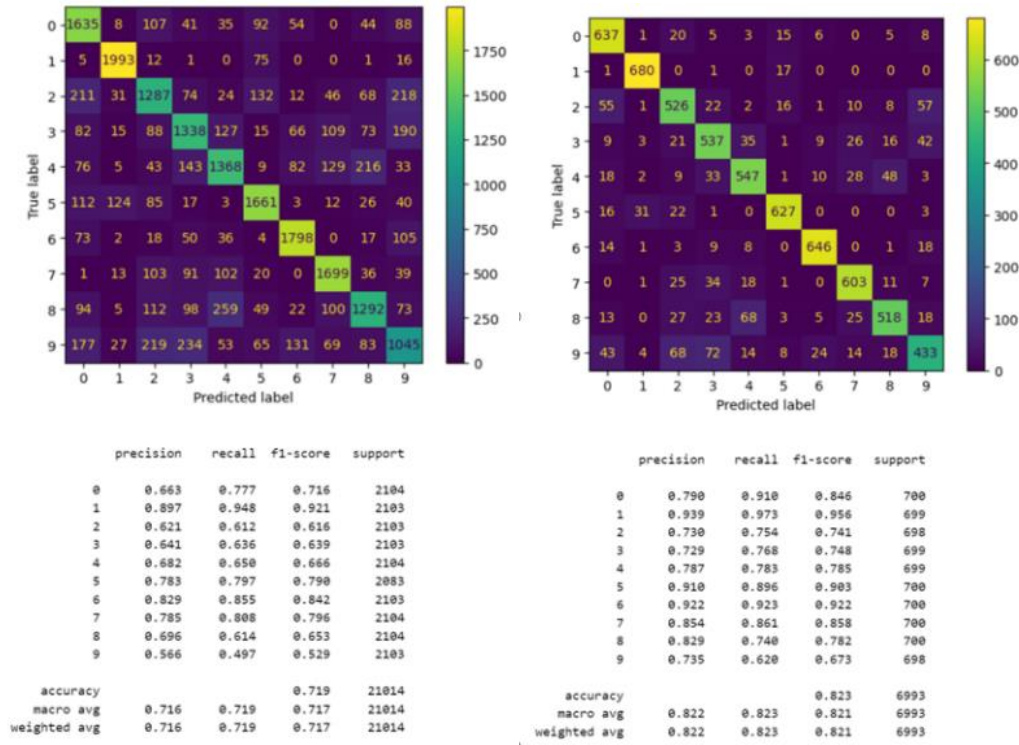 True label
0 1635 8 107 41 35 92 54 0 44 88
1 5 1993 12 1 0 75 0 0 1 16
2 211 31 1287 74 24 132 12 46 68 218
3 82 15 88 1338 127 15 66 109 73 190
4 76 5 43 143 1368 9 82 129 216 33
5 112 124 85 17 3 1661 3 12 26 40
6 73 2 18 50 36 4 1798 0 17 105
7 1 13 103 91 102 20 0 1699 36 39
8 94 5 112 98 259 49 22 100 1292 73
9 177 27 219 234 53 65 131 69 83 1045
0 1 2 3 4 5 6 7 8 9
Predicted label
1750
1500
1250
1000
750
500
250
0
precision recall f1-score support
0 0.663 0.777 0.716 2104
1 0.897 0.948 0.921 2103
2 0.621 0.612 0.616 2103
3 0.641 0.636 0.639 2103
4 0.682 0.650 0.666 2104
5 0.783 0.797 0.790 2083
6 0.829 0.855 0.842 2103
7 0.785 0.808 0.796 2104
8 0.696 0.614 0.653 2104
9 0.566 0.497 0.529 2103
accuracy 0.719 21014
macro avg 0.716 0.719 0.717 21014
weighted avg 0.716 0.719 0.717 21014
True label
0 637 1 20 5 3 15 6 0 5 8
1 1 680 0 1 0 17 0 0 0 0
2 55 1 526 22 2 16 1 10 8 57
3 9 3 21 537 35 1 9 26 16 42
4 18 2 9 33 547 1 10 28 48 3
5 16 31 22 1 0 627 0 0 0 3
6 14 1 3 9 8 0 646 0 1 18
7 0 1 25 34 18 1 0 603 11 7
8 13 0 27 23 68 3 5 25 518 18
9 43 4 68 72 14 8 24 14 18 433
0 1 2 3 4 5 6 7 8 9
Predicted label
600
500
400
300
200
100
0
precision recall f1-score support
0 0.790 0.910 0.846 700
1 0.939 0.973 0.956 699
2 0.730 0.754 0.741 698
3 0.729 0.768 0.748 699
4 0.787 0.783 0.785 699
5 0.910 0.896 0.903 700
6 0.922 0.923 0.922 700
7 0.854 0.861 0.858 700
8 0.829 0.740 0.782 700
9 0.735 0.620 0.673 698
accuracy 0.823 6993
macro avg 0.822 0.823 0.821 6993
weighted avg 0.822 0.823 0.821 6993